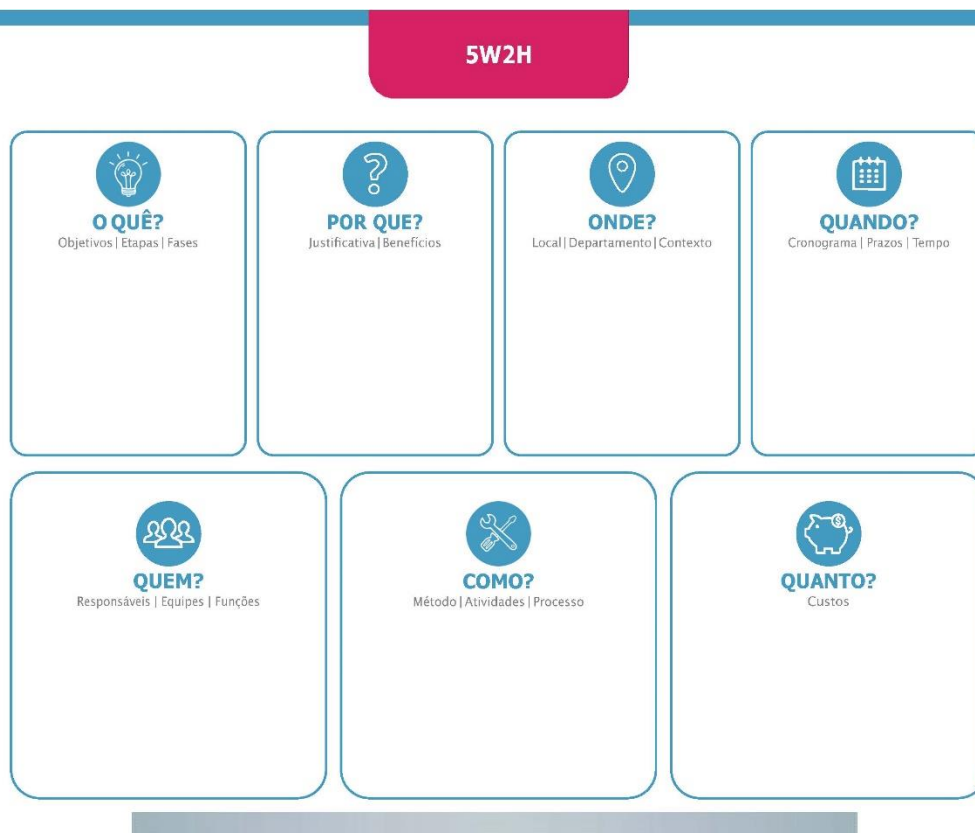 5W2H
O QUÊ?
Objetivos | Etapas | Fases
POR QUE?
Justificativa | Benefícios
ONDE?
Local | Departamento | Contexto
QUANDO?
Cronograma | Prazos | Tempo
QUEM?
Responsáveis | Equipes | Funções
COMO?
Método | Atividades | Processo
QUANTO?
Custos